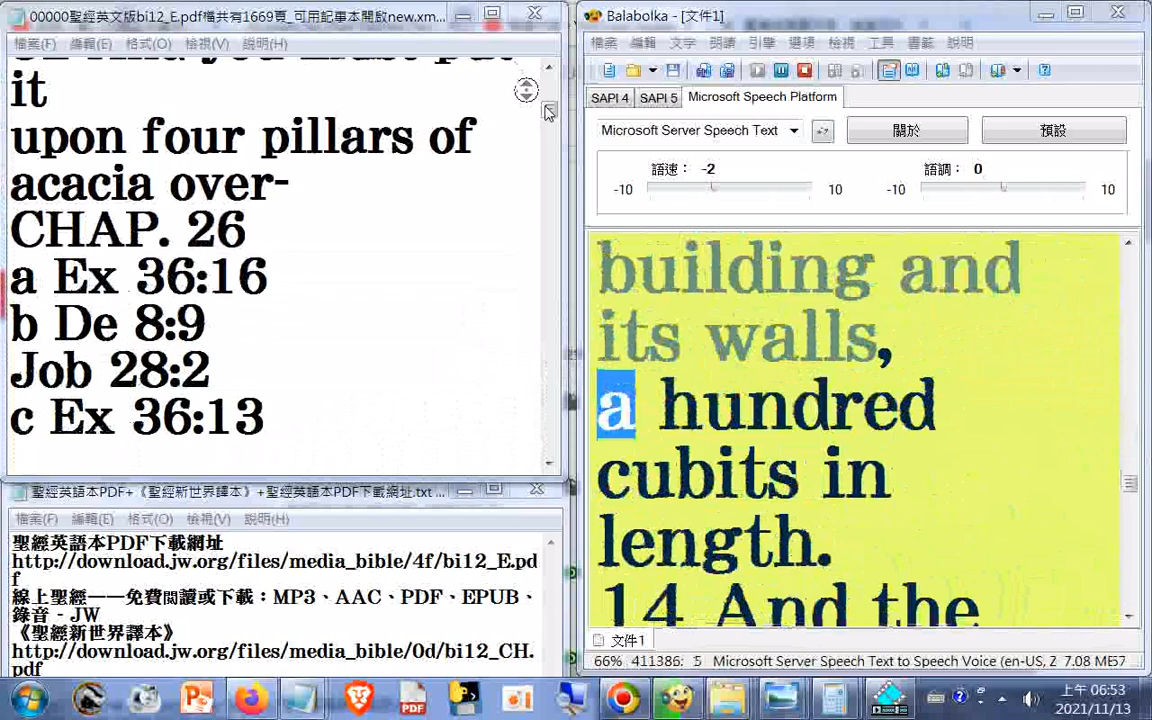 00000聖經英文版bi12_E.pdf檔共有1669頁_可用記事本開啟new.xm...
檔案(F) 編輯(E) 格式(O) 檢視(V) 說明(H)
it
upon four pillars of
acacia over-
CHAP. 26
a Ex 36:16
b De 8:9
Job 28:2
c Ex 36:13
聖經英語本PDF+《聖經新世界譯本》+聖經英語本PDF下載網址.txt ...
檔案(F) 編輯(E) 格式(O) 檢視(V) 說明(H)
聖經英語本PDF下載網址
http://download.jw.org/files/media_bible/4f/bi12_E.pd
f
線上聖經——免費閱讀或下載：MP3、AAC、PDF、EPUB、
錄音 - JW
《聖經新世界譯本》
http://download.jw.org/files/media_bible/0d/bi12_CH.
pdf
Balabolka - [文件1]
檔案 編輯 文字 朗讀 引擎 選項 檢視 工具 書籤 說明
SAPI 4 SAPI 5 Microsoft Speech Platform
Microsoft Server Speech Text 關於 預設
語速： -2 語調： 0
-10 10 -10 10
building and
its walls,
a hundred
cubits in
length.
14 And the
文件1
66% 411386: 5 Microsoft Server Speech Text to Speech Voice (en-US, Z 7.08 ME57
PDF
上午 06:53
2021/11/13